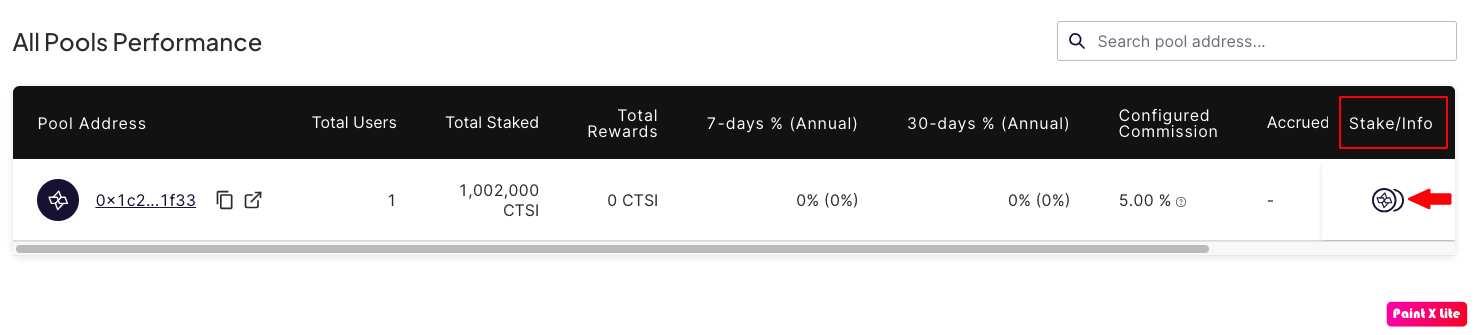 All Pools Performance
Search pool address...
Pool Address
Total Users
Total Staked
Total
Rewards
7-days % (Annual)
30-days % (Annual)
Configured
Commission
Accrued
Stake/Info
0x1c2...1f33
1
1,002,000
CTSI
0 CTSI
0% (0%)
0% (0%)
5.00 % ?
-
Paint X Lite